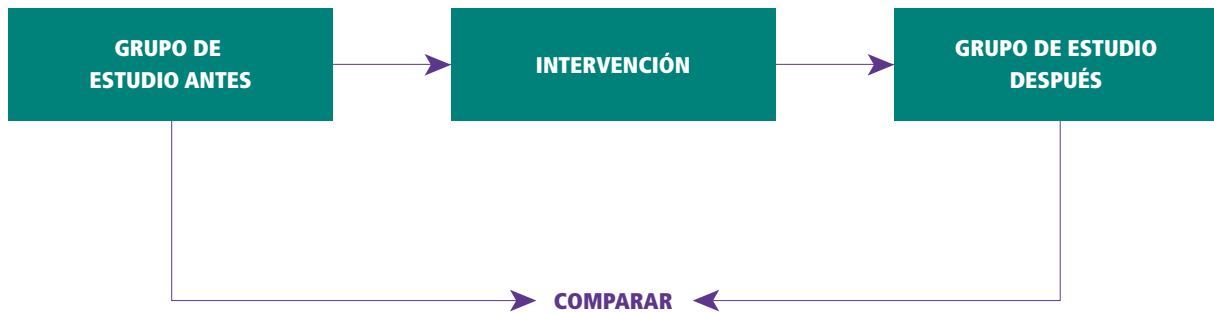 GRUPO DE
ESTUDIO ANTES
INTERVENCIÓN
GRUPO DE ESTUDIO
DESPUÉS
COMPARAR